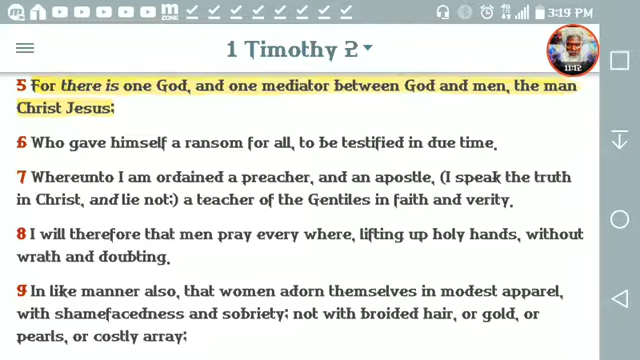 M ZONE 4G 3:19 PM
1 Timothy 2
11:12
5 For there is one God, and one mediator between God and men, the man
Christ Jesus;
6 Who gave himself a ransom for all, to be testified in due time.
7 Whereunto I am ordained a preacher, and an apostle, (I speak the truth
in Christ, and lie not;) a teacher of the Gentiles in faith and verity.
8 I will therefore that men pray every where, lifting up holy hands, without
wrath and doubting.
9 In like manner also, that women adorn themselves in modest apparel,
with shamefacedness and sobriety; not with broided hair, or gold, or
pearls, or costly array;